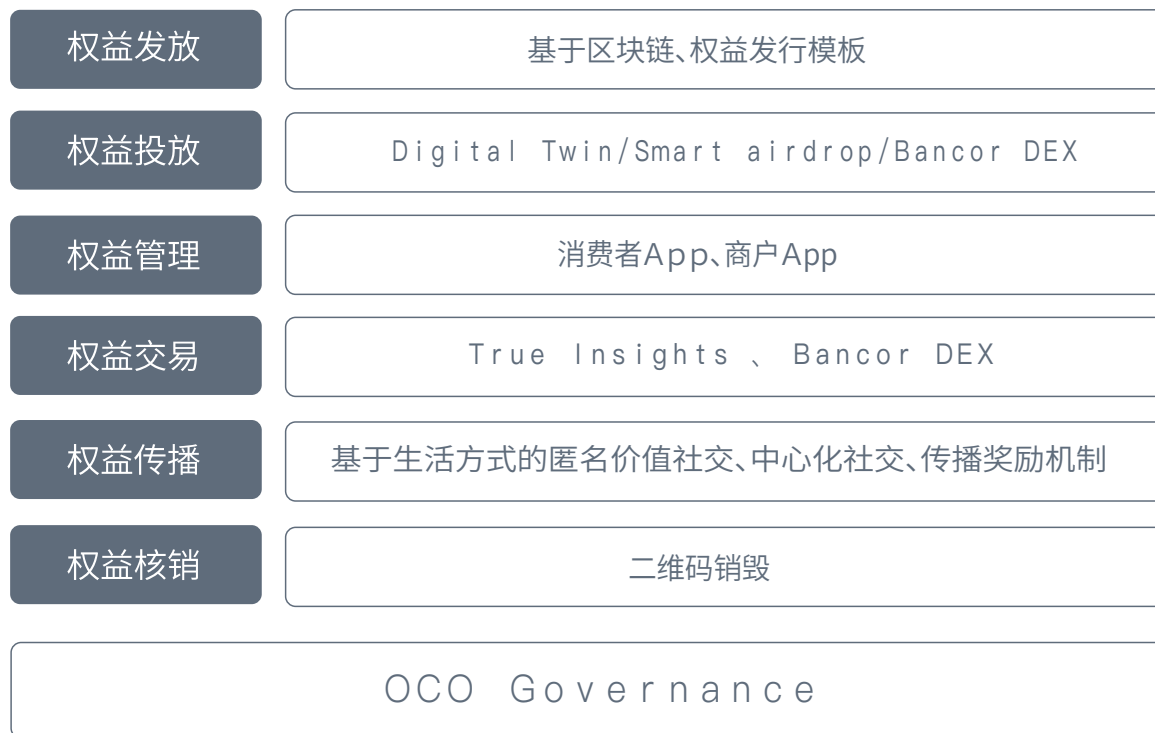 权益发放
基于区块链、权益发行模板
权益投放
Digital Twin/Smart airdrop/Bancor DEX
权益管理
消费者App、商户App
权益交易
True Insights 、 Bancor DEX
权益传播
基于生活方式的匿名价值社交、中心化社交、传播奖励机制
权益核销
二维码销毁
OCO Governance